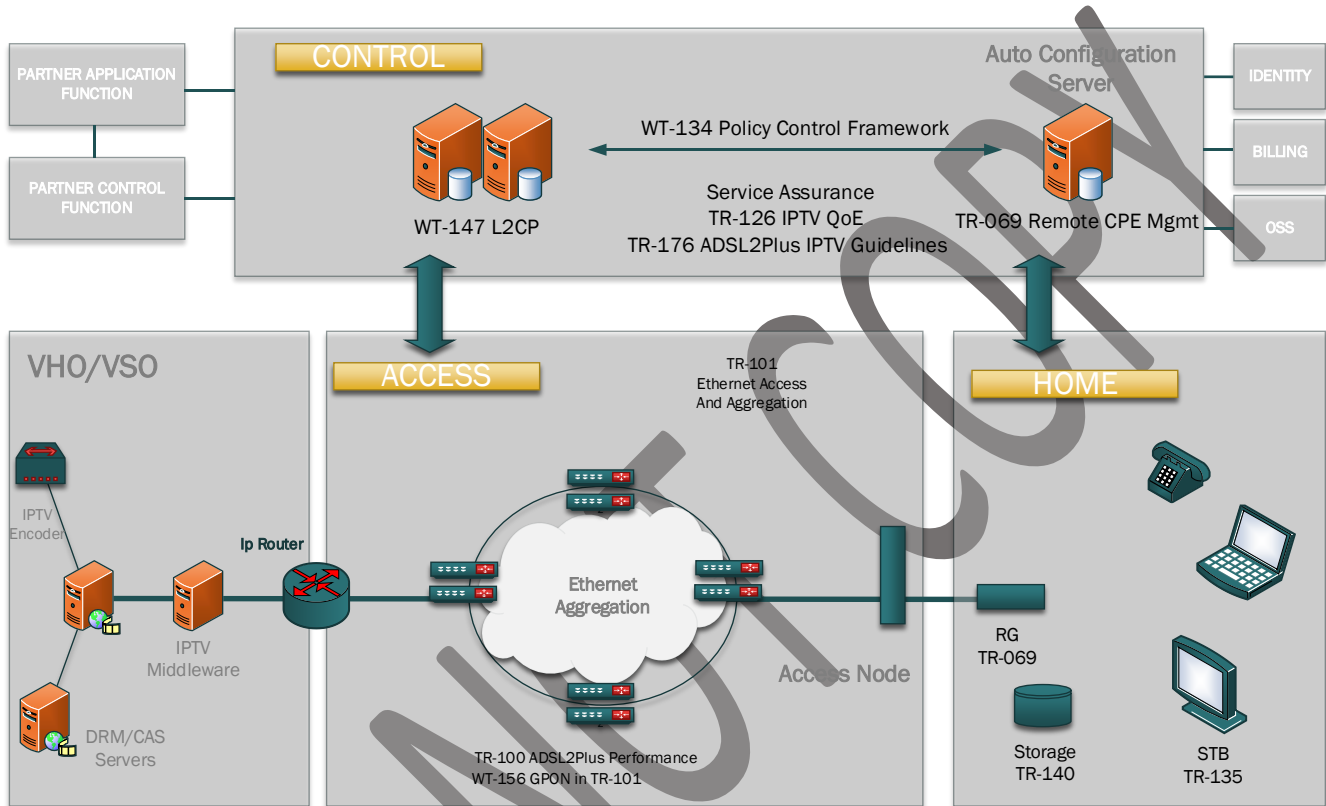 CONTROL
Auto Configuration
Server
PARTNER APPLICATION
FUNCTION
PARTNER CONTROL
FUNCTION
IDENTITY
BILLING
OSS
WT-134 Policy Control Framework
Service Assurance
TR-126 IPTV QoE
TR-176 ADSL2Plus IPTV Guidelines
WT-147 L2CP
TR-069 Remote CPE Mgmt
VHO/VSO
ACCESS
TR-101
Ethernet Access
And Aggregation
HOME
IPTV
Encoder
Ip Router
IPTV
Middleware
DRM/CAS
Servers
Ethernet
Aggregation
Access Node
TR-100 ADSL2Plus Performance
WT-156 GPON in TR-101
RG
TR-069
Storage
TR-140
STB
TR-135
NOT COPY